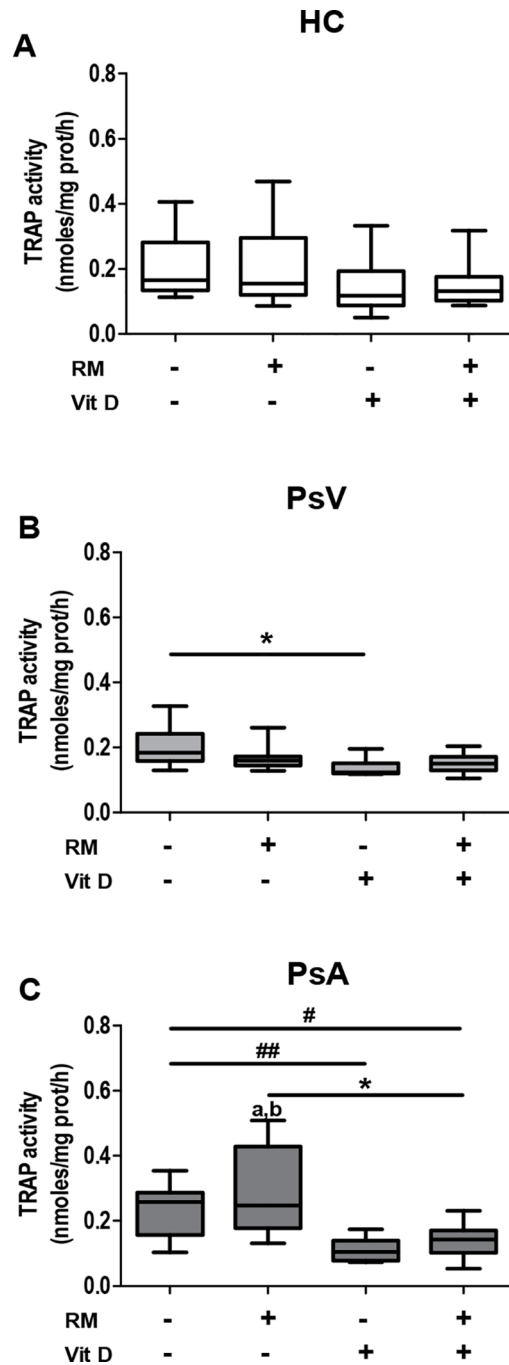 HC
A
TRAP activity
(nmoles/mg prot/h)
0.8
0.6
0.4
0.2
0.0
RM - + - +
Vit D - - + +
PsV
B
TRAP activity
(nmoles/mg prot/h)
0.8
0.6
0.4
0.2
0.0
*
RM - + - +
Vit D - - + +
PsA
C
TRAP activity
(nmoles/mg prot/h)
0.8
0.6
0.4
0.2
0.0
#
##
*
a,b
RM - + - +
Vit D - - + +